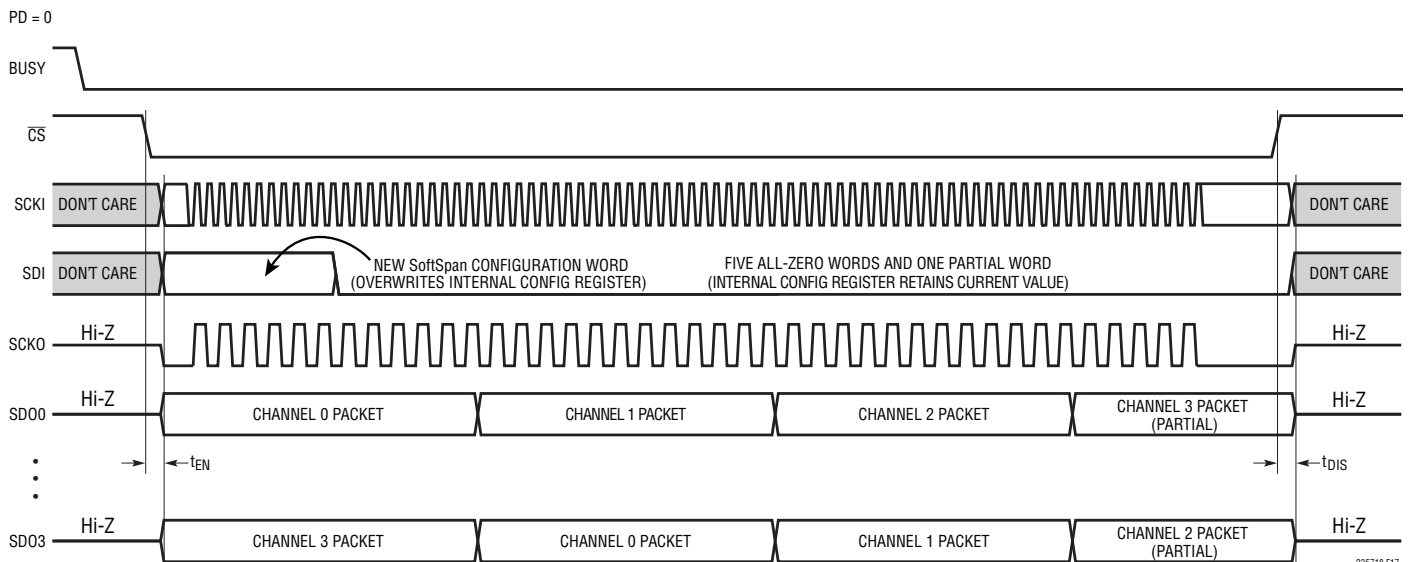 PD = 0
BUSY
CS
SCKI DON'T CARE DON'T CARE
SDI DON'T CARE NEW SoftSpan CONFIGURATION WORD FIVE ALL-ZERO WORDS AND ONE PARTIAL WORD DON'T CARE
(OVERWRITES INTERNAL CONFIG REGISTER) (INTERNAL CONFIG REGISTER RETAINS CURRENT VALUE)
SCKO Hi-Z Hi-Z
SDO0 Hi-Z CHANNEL 0 PACKET CHANNEL 1 PACKET CHANNEL 2 PACKET CHANNEL 3 PACKET Hi-Z
(PARTIAL)
tEN tDIS
SDO3 Hi-Z CHANNEL 3 PACKET CHANNEL 0 PACKET CHANNEL 1 PACKET CHANNEL 2 PACKET Hi-Z
(PARTIAL)